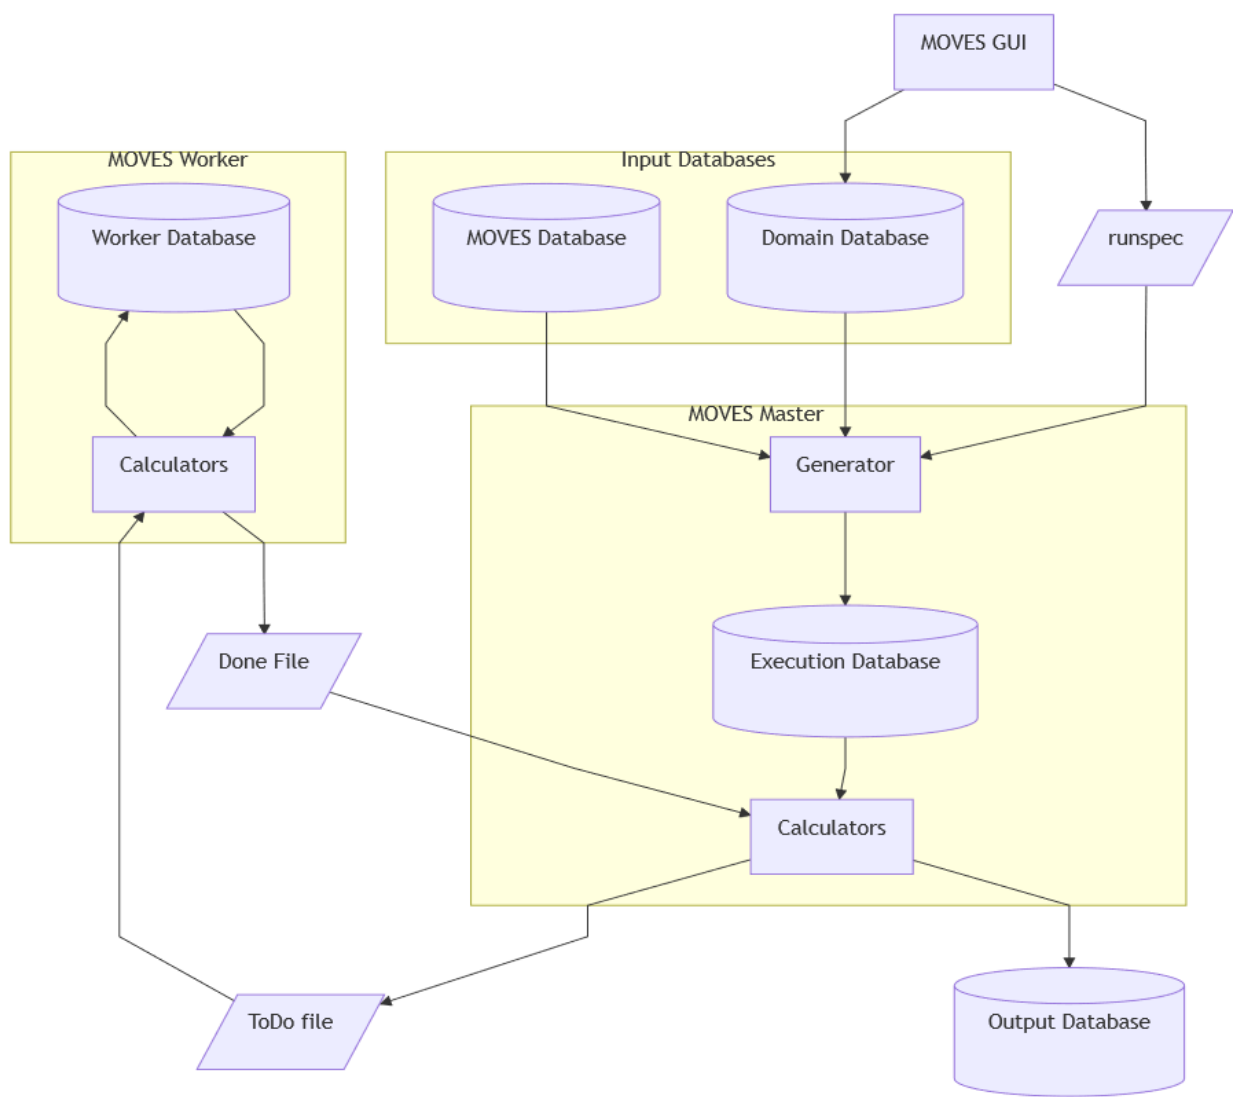 MOVES GUI
MOVES Worker
Input Databases
Worker Database
MOVES Database
Domain Database
runspec
MOVES Master
Calculators
Generator
Done File
Execution Database
Calculators
ToDo file
Output Database